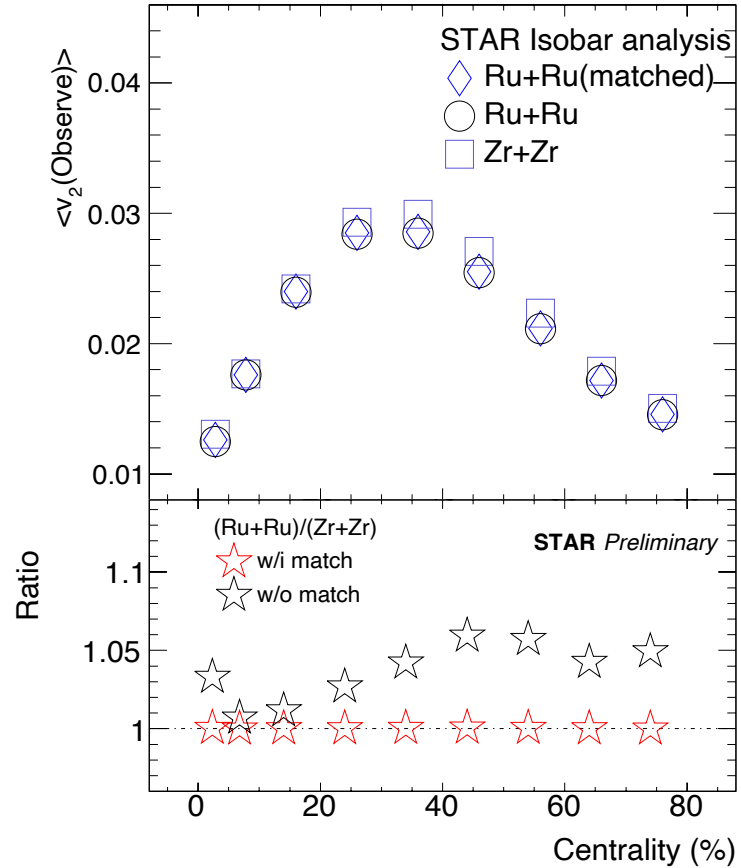 STAR Isobar analysis
Ru+Ru(matched)
Ru+Ru
Zr+Zr
<v2(Observe)>
0.04
0.03
0.02
0.01
(Ru+Ru)/(Zr+Zr)
w/i match
w/o match
STAR Preliminary
Ratio
1.1
1.05
1
0 20 40 60 80
Centrality (%)